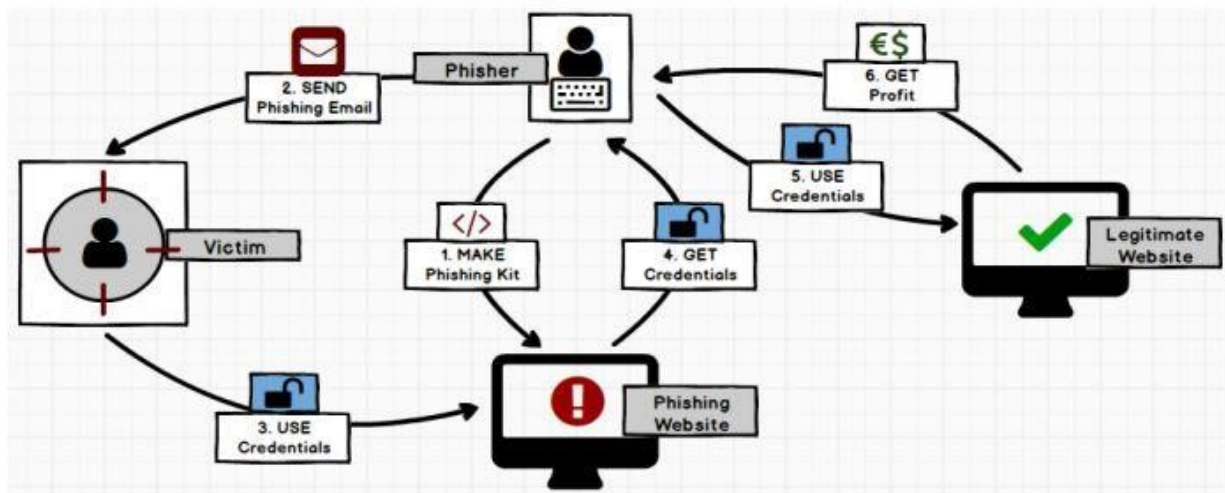 Phisher
2. SEND
Phishing Email
€$
6. GET
Profit
5. USE
Credentials
Victim
</>
1. MAKE
Phishing Kit
4. GET
Credentials
Legitimate
Website
3. USE
Credentials
!
Phishing
Website